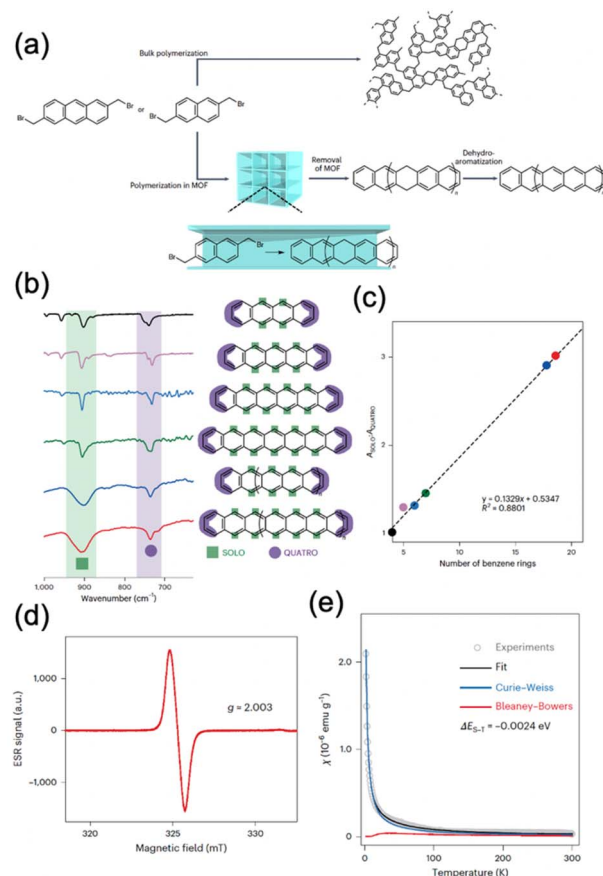 (a)
Bulk polymerization
Br
Br
or
Br
Br
Polymerization in MOF
Removal
of MOF
Dehydro-
aromatization
n
n
Br
Br
n
(b)
1,000
900
800
700
Wavenumber (cm⁻¹)
SOLO
QUATRO
(c)
A_SOLO-A_QUATRO
3
2
1
y = 0.1329x + 0.5347
R² = 0.8801
5
10
15
20
Number of benzene rings
(d)
ESR signal (a.u.)
1,000
0
−1,000
g = 2.003
320
325
330
Magnetic field (mT)
(e)
χ (10⁻⁶ emu g⁻¹)
2.0
1.0
0
Experiments
Fit
Curie–Weiss
Bleaney–Bowers
ΔE_S–T = −0.0024 eV
0
100
200
300
Temperature (K)